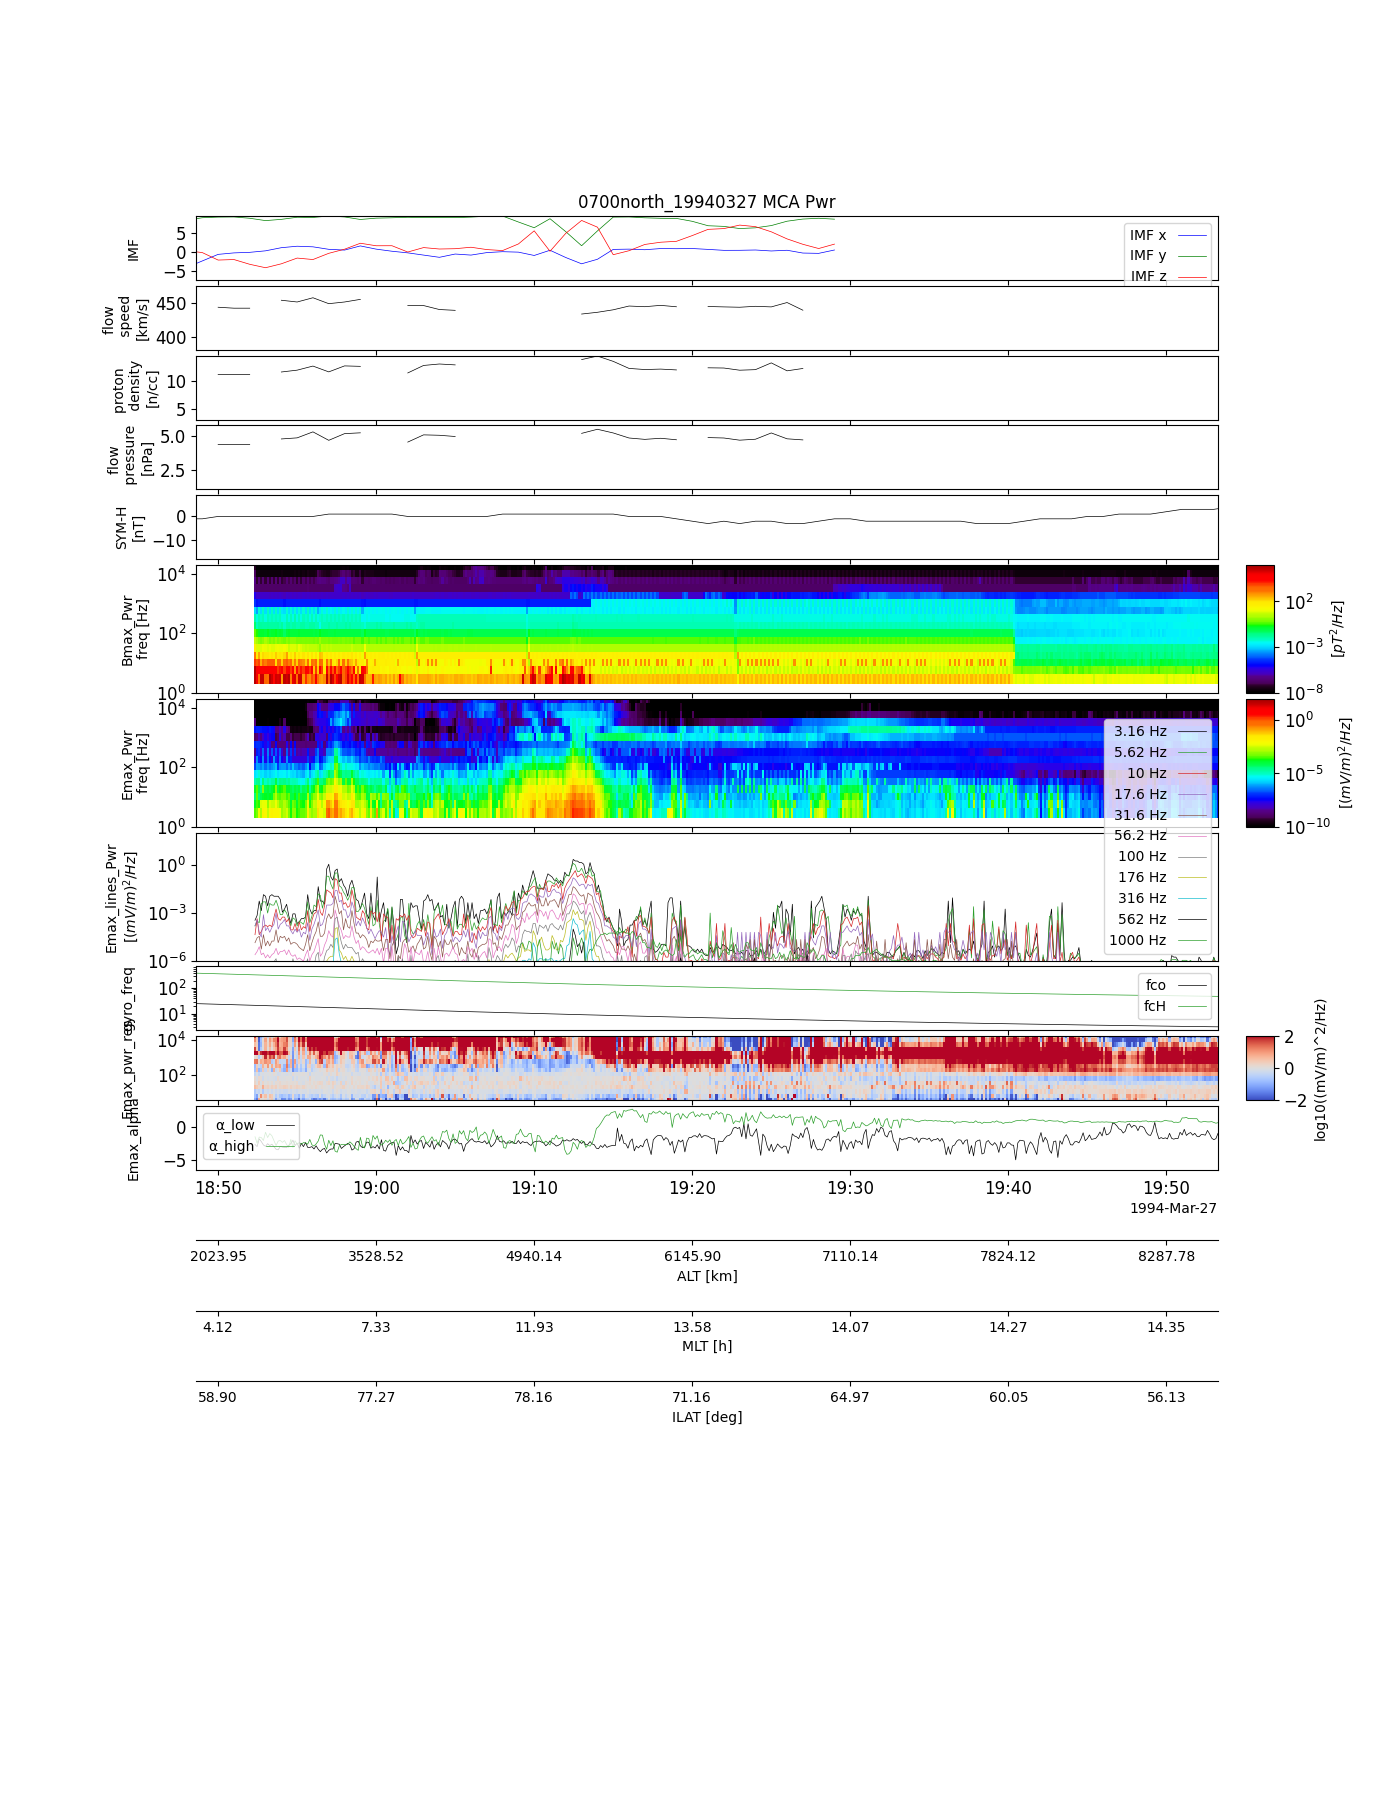 0700north_19940327 MCA Pwr
IMF
5
0
−5
IMF x
IMF y
IMF z
flow
speed
[km/s]
450
400
proton
density
[n/cc]
10
5
flow
pressure
[nPa]
5.0
2.5
SYM-H
[nT]
0
−10
Bmax_Pwr
freq [Hz]
10^4
10^2
10^0
10^2
10^−3
10^−8
[pT^2/Hz]
Emax_Pwr
freq [Hz]
10^4
10^2
10^0
10^0
10^−5
10^−10
[(mV/m)^2/Hz]
3.16 Hz
5.62 Hz
10 Hz
17.6 Hz
31.6 Hz
56.2 Hz
100 Hz
176 Hz
316 Hz
562 Hz
1000 Hz
Emax_lines_Pwr
[(mV/m)^2/Hz]
10^0
10^−3
10^−6
gyro_freq
10^2
10^1
fco
fcH
Emax_pwr_reg
10^4
10^2
2
0
−2
log10((mV/m)^2/Hz)
Emax_alpha
0
−5
α_low
α_high
18:50 19:00 19:10 19:20 19:30 19:40 19:50
1994-Mar-27
2023.95 3528.52 4940.14 6145.90 7110.14 7824.12 8287.78
ALT [km]
4.12 7.33 11.93 13.58 14.07 14.27 14.35
MLT [h]
58.90 77.27 78.16 71.16 64.97 60.05 56.13
ILAT [deg]